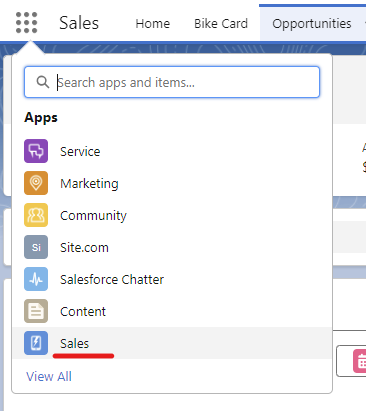 Sales Home Bike Card Opportunities
Search apps and items...
Apps
Service
Marketing
Community
Si Site.com
Salesforce Chatter
Content
Sales
View All